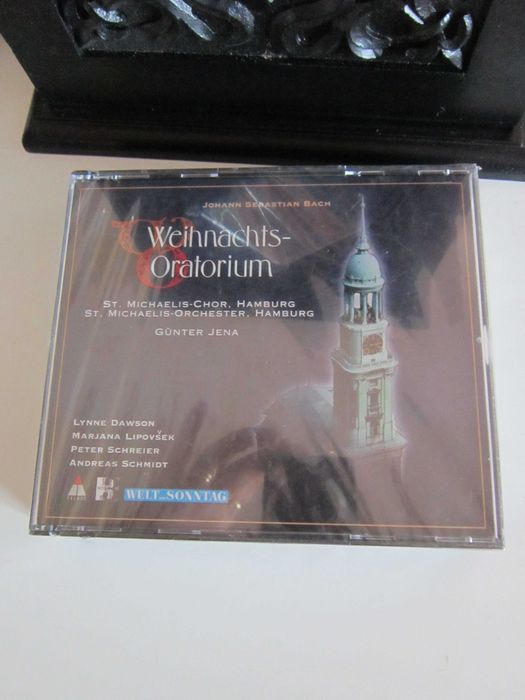 JOHANN SEBASTIAN BACH
Weihnachts-
Oratorium
ST. MICHAELIS-CHOR, HAMBURG
ST. MICHAELIS-ORCHESTER, HAMBURG
GÜNTER JENA
LYNNE DAWSON
MARJANA LIPOVŠEK
PETER SCHREIER
ANDREAS SCHMIDT
WELT am SONNTAG